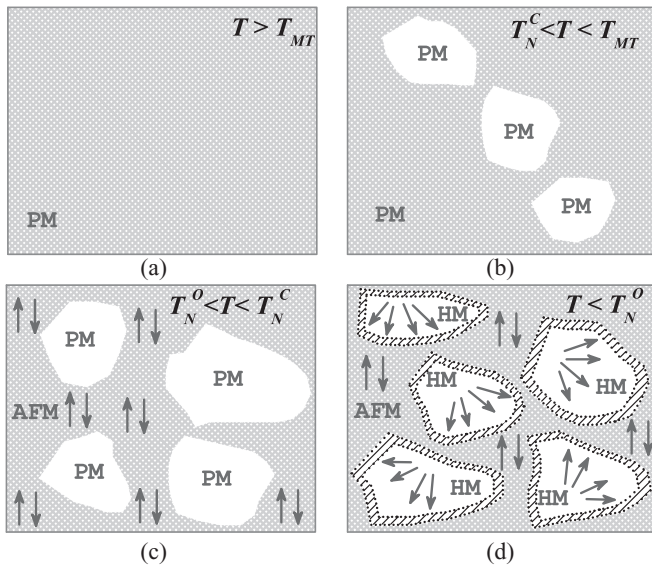 T > T_MT
PM
(a)
T_N^C<T < T_MT
PM
PM
PM
PM
(b)
T_N^O<T< T_N^C
PM
PM
AFM
PM
PM
(c)
T < T_N^O
HM
HM
HM
AFM
HM
HM
(d)